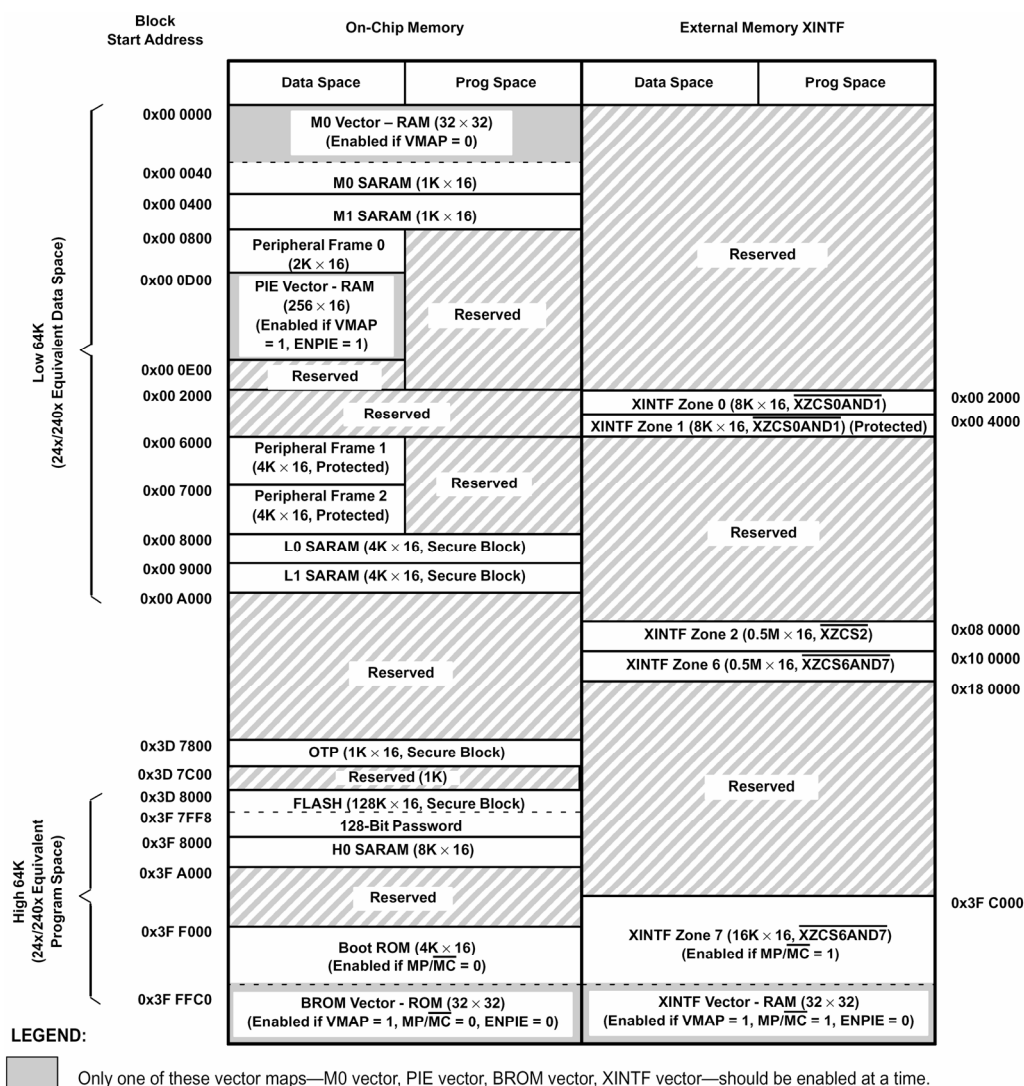 Block
Start Address
On-Chip Memory
External Memory XINTF
Data Space
Prog Space
Data Space
Prog Space
0x00 0000
M0 Vector – RAM (32 × 32)
(Enabled if VMAP = 0)
0x00 0040
M0 SARAM (1K × 16)
0x00 0400
M1 SARAM (1K × 16)
0x00 0800
Peripheral Frame 0
(2K × 16)
0x00 0D00
PIE Vector - RAM
(256 × 16)
(Enabled if VMAP
= 1, ENPIE = 1)
Reserved
Reserved
0x00 0E00
Reserved
0x00 2000
Reserved
XINTF Zone 0 (8K × 16, XZCS0AND1)
0x00 2000
XINTF Zone 1 (8K × 16, XZCS0AND1) (Protected)
0x00 4000
0x00 6000
Peripheral Frame 1
(4K × 16, Protected)
0x00 7000
Peripheral Frame 2
(4K × 16, Protected)
Reserved
Reserved
0x00 8000
L0 SARAM (4K × 16, Secure Block)
0x00 9000
L1 SARAM (4K × 16, Secure Block)
0x00 A000
Low 64K
(24x/240x Equivalent Data Space)
Reserved
XINTF Zone 2 (0.5M × 16, XZCS2)
0x08 0000
XINTF Zone 6 (0.5M × 16, XZCS6AND7)
0x10 0000
0x18 0000
0x3D 7800
OTP (1K × 16, Secure Block)
0x3D 7C00
Reserved (1K)
0x3D 8000
FLASH (128K × 16, Secure Block)
Reserved
0x3F 7FF8
128-Bit Password
0x3F 8000
H0 SARAM (8K × 16)
0x3F A000
Reserved
0x3F C000
0x3F F000
Boot ROM (4K × 16)
(Enabled if MP/MC = 0)
XINTF Zone 7 (16K × 16, XZCS6AND7)
(Enabled if MP/MC = 1)
High 64K
(24x/240x Equivalent
Program Space)
0x3F FFC0
BROM Vector - ROM (32 × 32)
(Enabled if VMAP = 1, MP/MC = 0, ENPIE = 0)
XINTF Vector - RAM (32 × 32)
(Enabled if VMAP = 1, MP/MC = 1, ENPIE = 0)
LEGEND:
Only one of these vector maps—M0 vector, PIE vector, BROM vector, XINTF vector—should be enabled at a time.